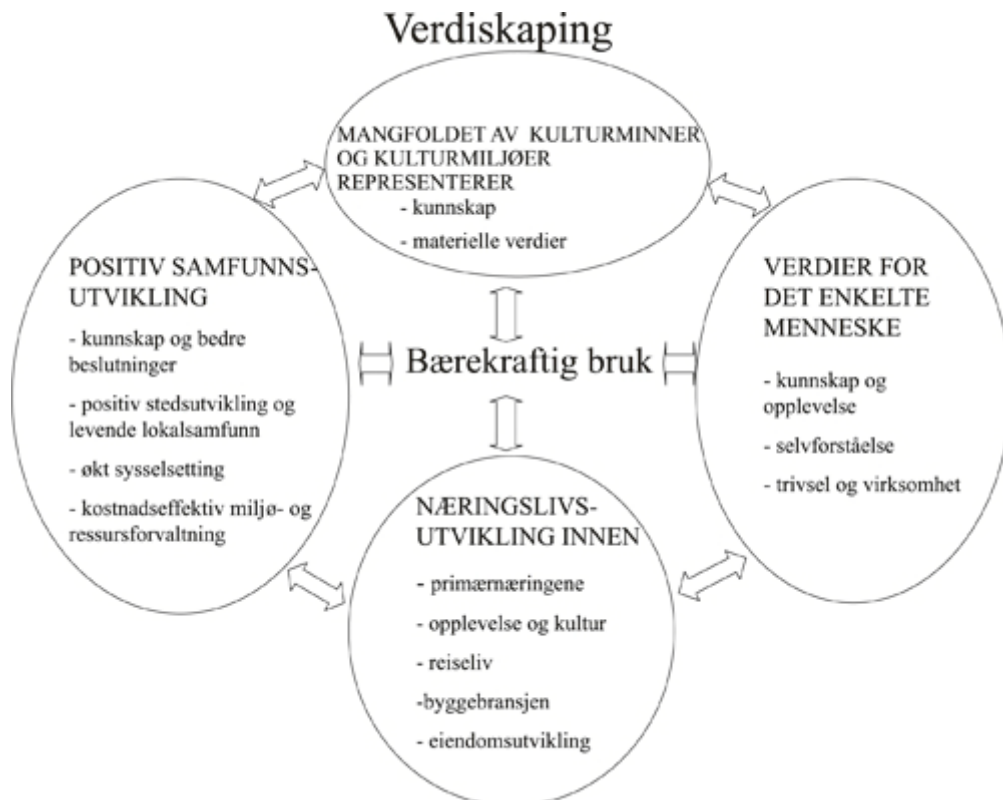 Verdiskaping
MANGFOLDET AV KULTURMINNER
OG KULTURMILJØER
REPRESENTERER
- kunnskap
- materielle verdier
POSITIV SAMFUNNS-
UTVIKLING
- kunnskap og bedre
beslutninger
- positiv stedsutvikling og
levende lokalsamfunn
- økt sysselsetting
- kostnadseffektiv miljø- og
ressursforvaltning
Bærekraftig bruk
VERDIER FOR
DET ENKELTE
MENNESKE
- kunnskap og
opplevelse
- selvforståelse
- trivsel og virksomhet
NÆRINGSLIVS-
UTVIKLING INNEN
- primærnæringene
- opplevelse og kultur
- reiseliv
-byggebransjen
- eiendomsutvikling